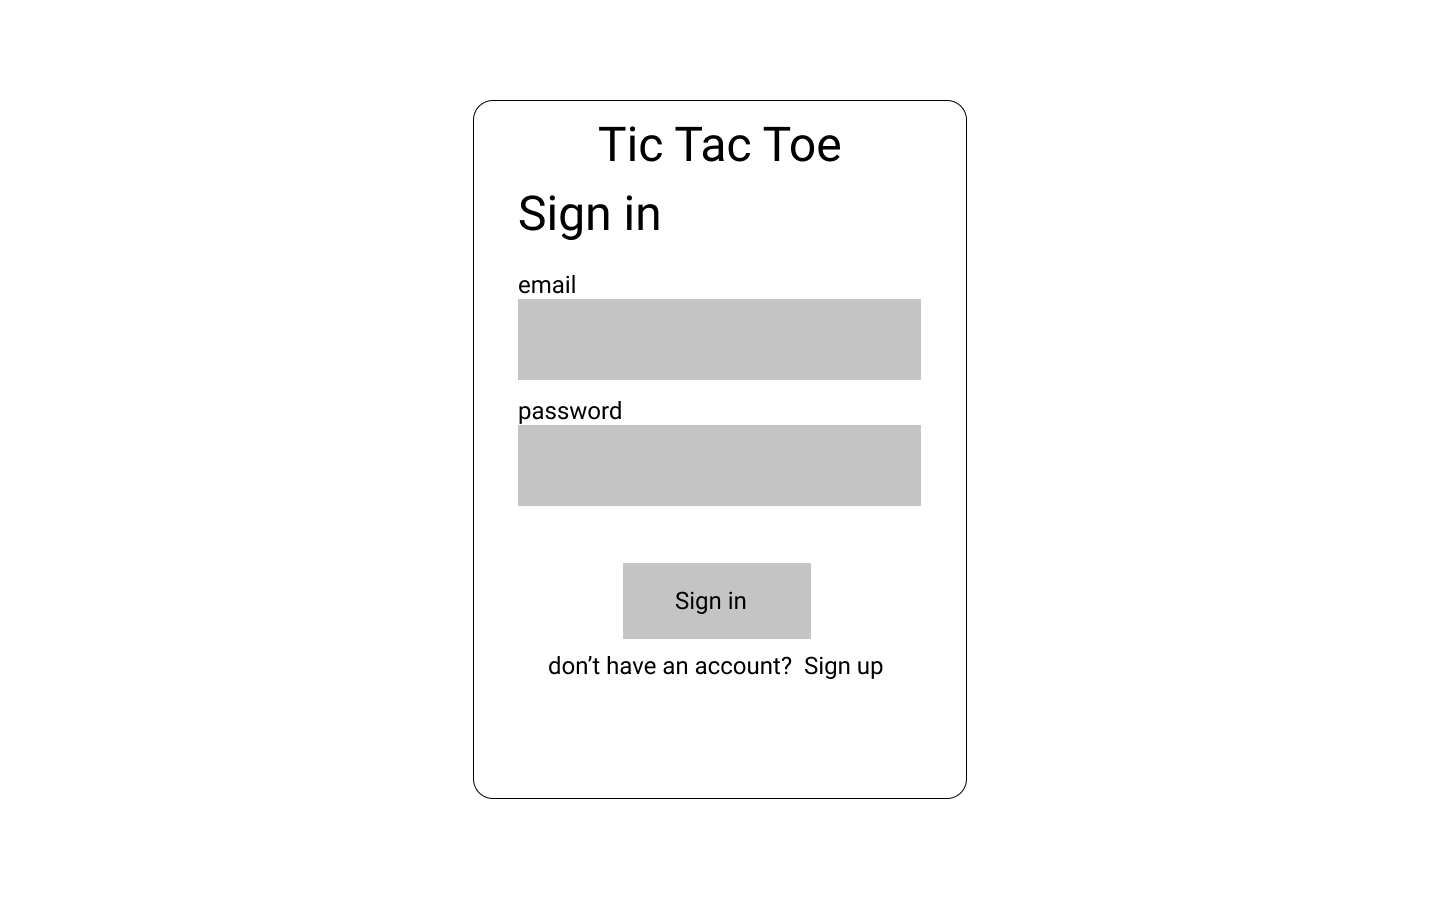 Tic Tac Toe
Sign in
email
password
Sign in
don’t have an account?  Sign up